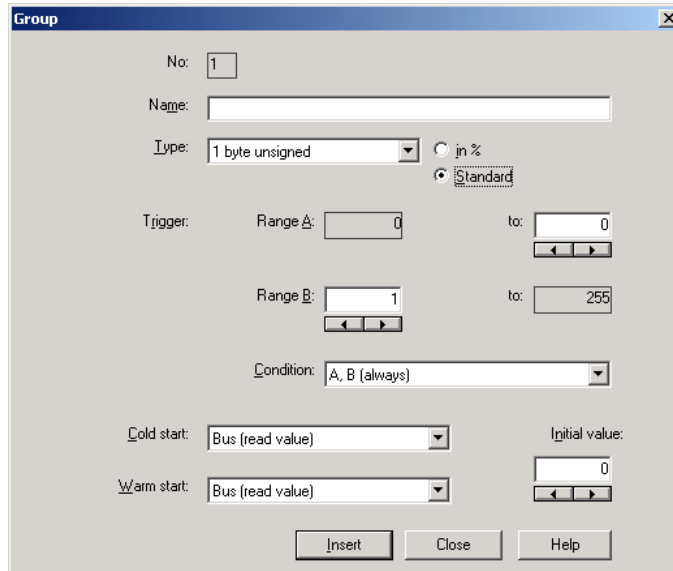 Group
No: 1
Name:
Type: 1 byte unsigned in %
Standard
Trigger: Range A: 0 to: 0
Range B: 1 to: 255
Condition: A, B (always)
Cold start: Bus (read value) Initial value:
0
Warm start: Bus (read value)
Insert Close Help